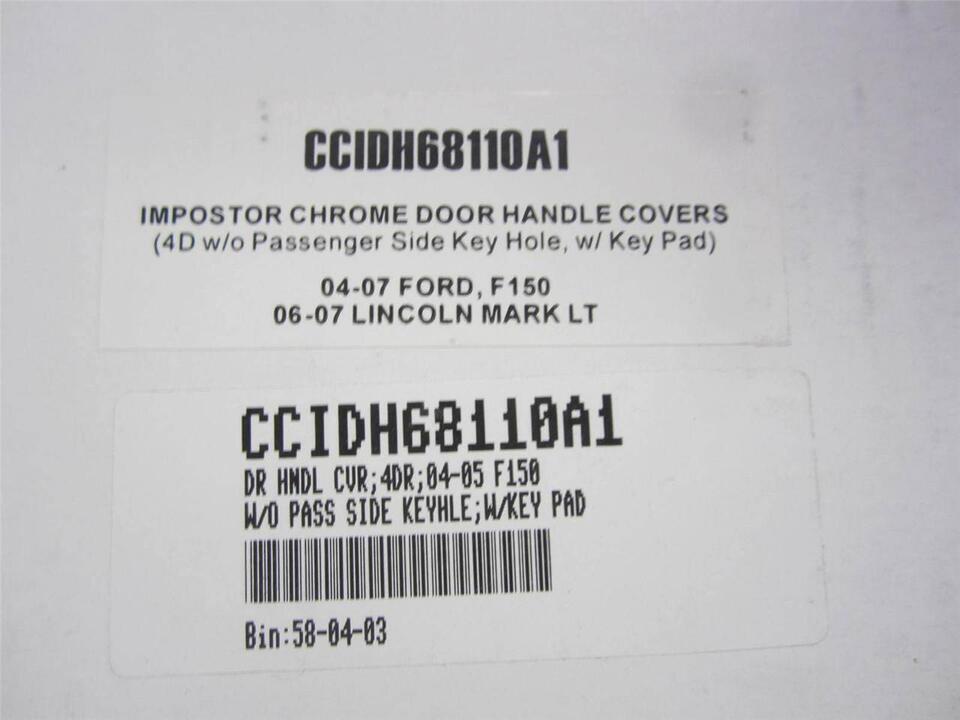 CCIDH68110A1
IMPOSTOR CHROME DOOR HANDLE COVERS
(4D w/o Passenger Side Key Hole, w/ Key Pad)
04-07 FORD, F150
06-07 LINCOLN MARK LT
CCIDH68110A1
DR HNDL CVR;4DR;04-05 F150
W/O PASS SIDE KEYHLE;W/KEY PAD
Bin:58-04-03